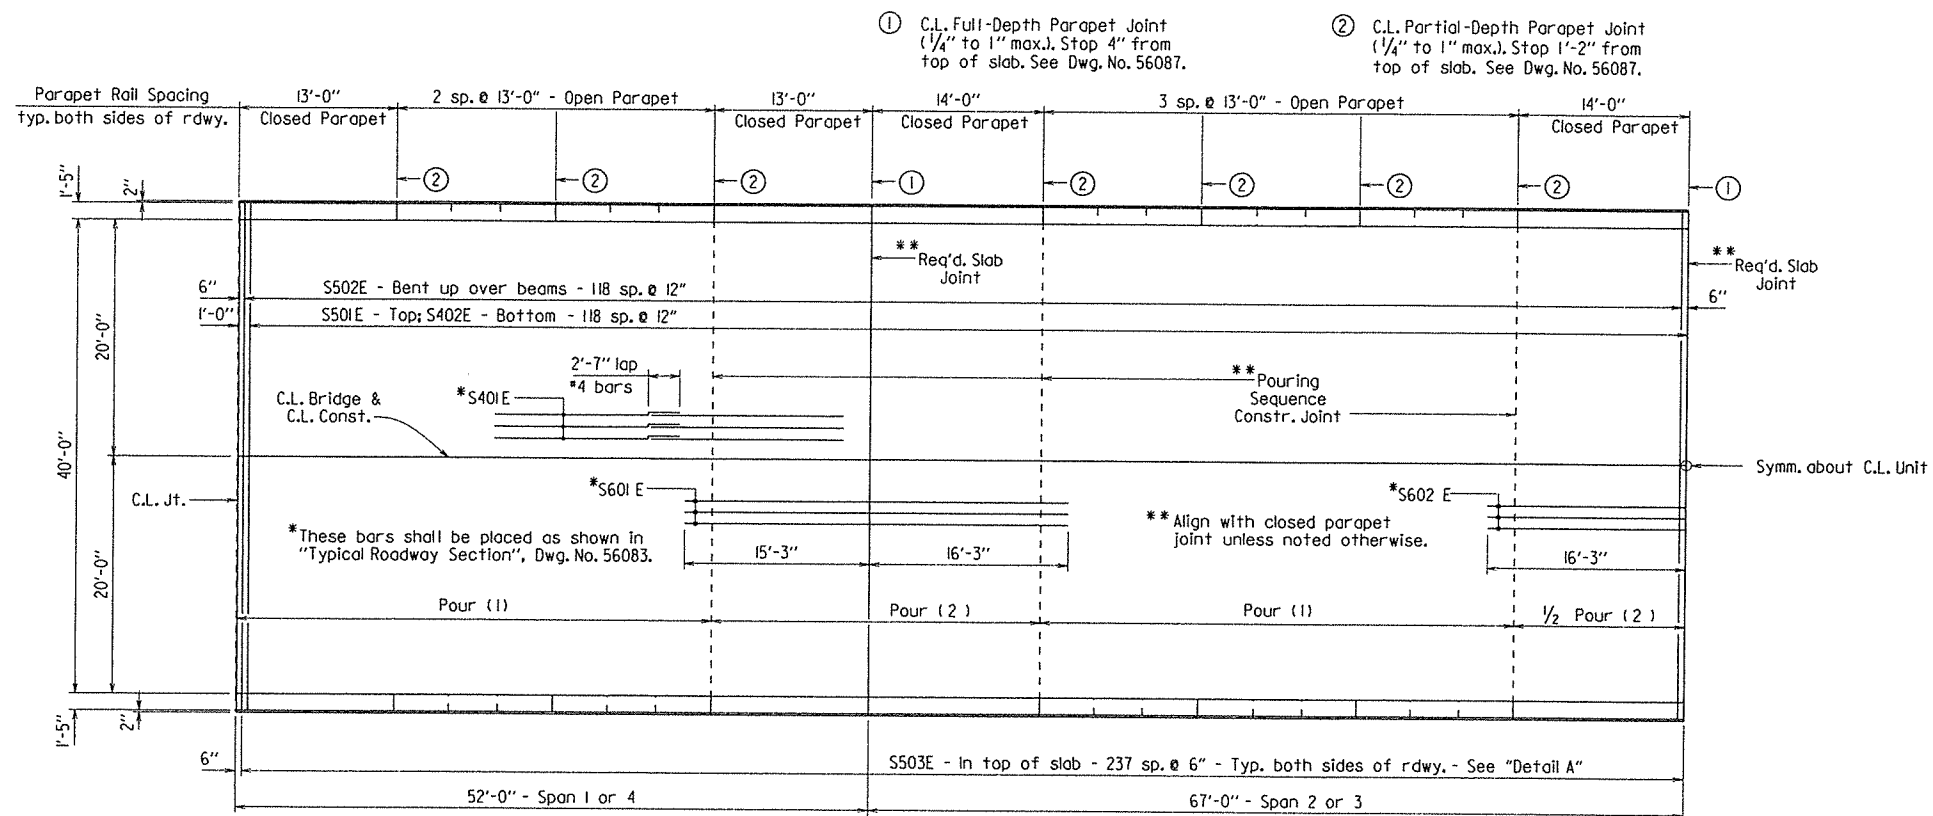 ① C.L. Full-Depth Parapet Joint
(1/4" to 1" max.). Stop 4" from
top of slab. See Dwg. No. 56087.
② C.L. Partial-Depth Parapet Joint
(1/4" to 1" max.). Stop 1'-2" from
top of slab. See Dwg. No. 56087.
Parapet Rail Spacing
typ. both sides of rdwy.
13'-0"
Closed Parapet
2 sp. @ 13'-0" - Open Parapet
13'-0"
Closed Parapet
14'-0"
Closed Parapet
3 sp. @ 13'-0" - Open Parapet
14'-0"
Closed Parapet
1'-5"
2"
②
②
②
①
②
②
②
②
①
**
Req'd. Slab
Joint
**
Req'd. Slab
Joint
6"
S502E - Bent up over beams - 118 sp. @ 12"
6"
1'-0"
S501E - Top; S402E - Bottom - 118 sp. @ 12"
20'-0"
40'-0"
20'-0"
2'-7" lap
#4 bars
*S401E
C.L. Bridge &
C.L. Const.
**
Pouring
Sequence
Constr. Joint
Symm. about C.L. Unit
C.L. Jt.
*S601 E
*S602 E
*These bars shall be placed as shown in
"Typical Roadway Section", Dwg. No. 56083.
**Align with closed parapet
joint unless noted otherwise.
15'-3"
16'-3"
16'-3"
Pour (1)
Pour (2)
Pour (1)
1/2 Pour (2)
1'-5"
2"
6"
S503E - In top of slab - 237 sp. @ 6" - Typ. both sides of rdwy. - See "Detail A"
52'-0" - Span 1 or 4
67'-0" - Span 2 or 3